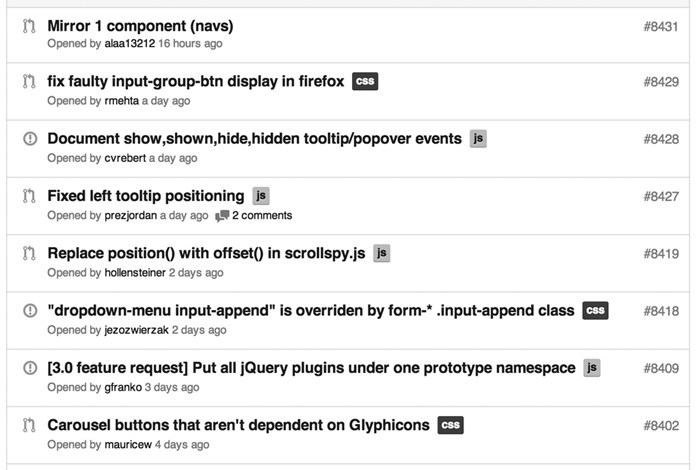 Mirror 1 component (navs) #8431
Opened by alaa13212 16 hours ago
fix faulty input-group-btn display in firefox css #8429
Opened by rmehta a day ago
Document show,shown,hide,hidden tooltip/popover events js #8428
Opened by cvrebert a day ago
Fixed left tooltip positioning js #8427
Opened by prezjordan a day ago 2 comments
Replace position() with offset() in scrollspy.js js #8419
Opened by hollensteiner 2 days ago
"dropdown-menu input-append" is overriden by form-* .input-append class css #8418
Opened by jezozwierzak 2 days ago
[3.0 feature request] Put all jQuery plugins under one prototype namespace js #8409
Opened by gfranko 3 days ago
Carousel buttons that aren't dependent on Glyphicons css #8402
Opened by mauricew 4 days ago